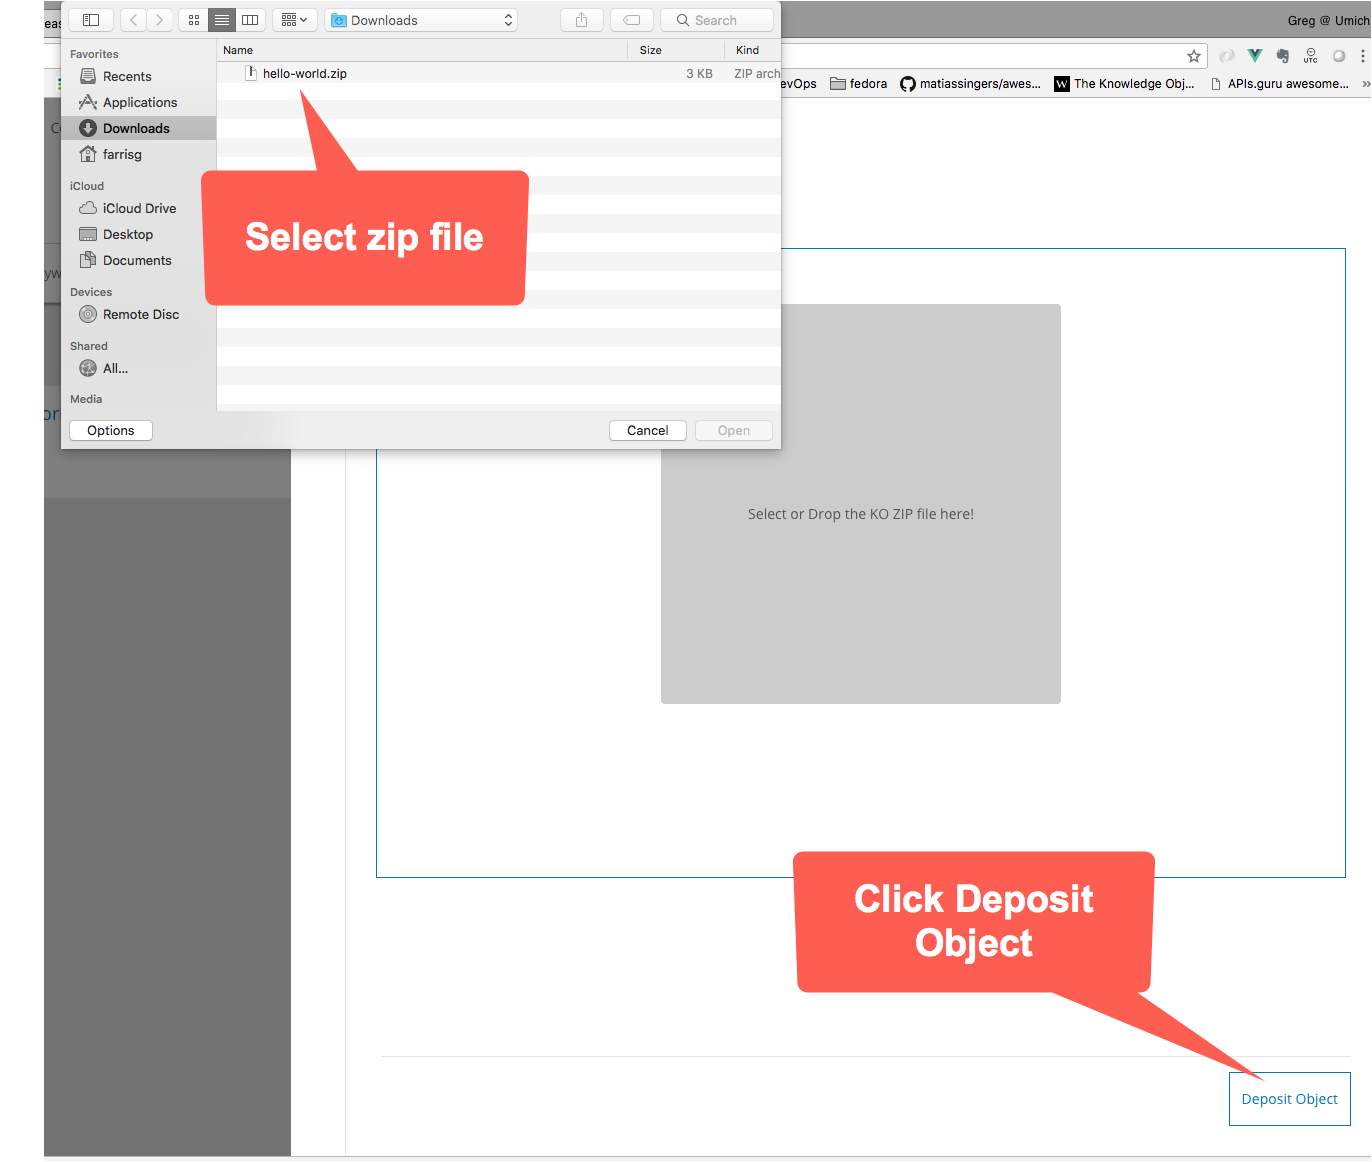 eas
Greg @ Umich
Downloads
Search
Favorites
Recents
Applications
Downloads
farrisg
iCloud
iCloud Drive
Desktop
Documents
Devices
Remote Disc
Shared
All...
Media
Name Size Kind
hello-world.zip 3 KB ZIP arch
Options
Cancel
Open
UTC
evOps
fedora
matiassingers/awes...
W The Knowledge Obj...
APIs.guru awesome...
yw
or
Select zip file
Select or Drop the KO ZIP file here!
Click Deposit
Object
Deposit Object